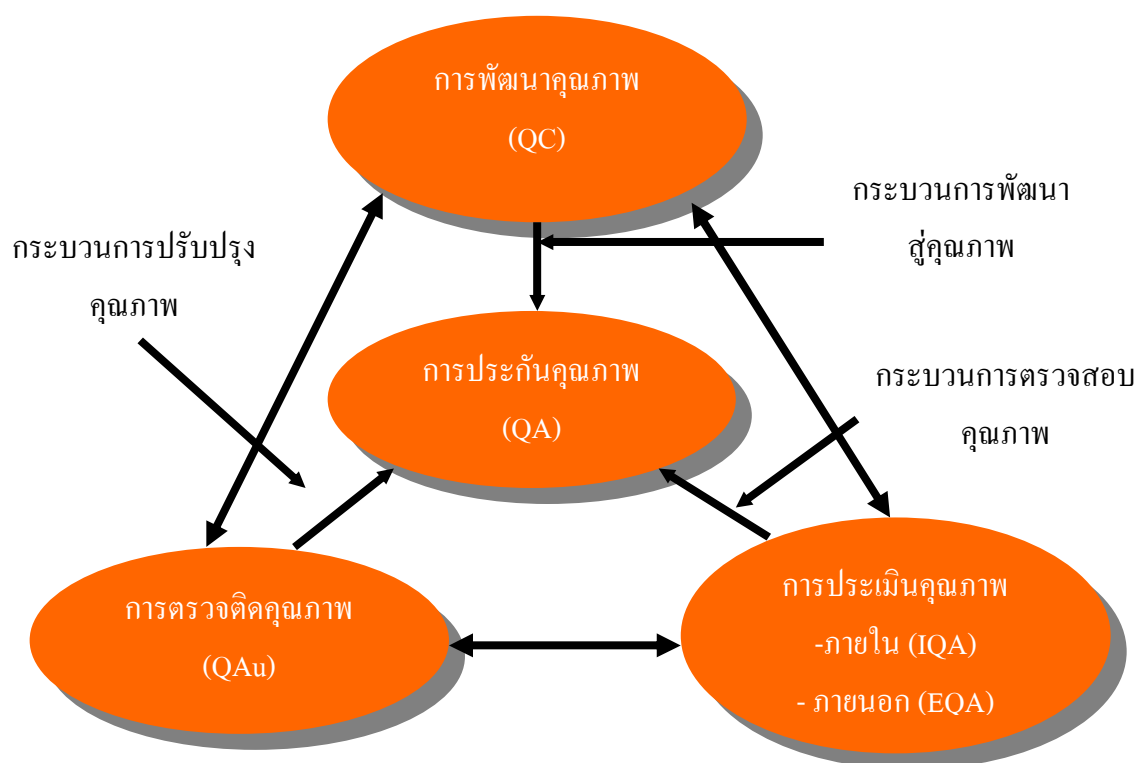 การพัฒนาคุณภาพ
(QC)
กระบวนการพัฒนา
สู่คุณภาพ
กระบวนการปรับปรุง
คุณภาพ
การประกันคุณภาพ
(QA)
กระบวนการตรวจสอบ
คุณภาพ
การตรวจติดคุณภาพ
(QAu)
การประเมินคุณภาพ
-ภายใน (IQA)
- ภายนอก (EQA)